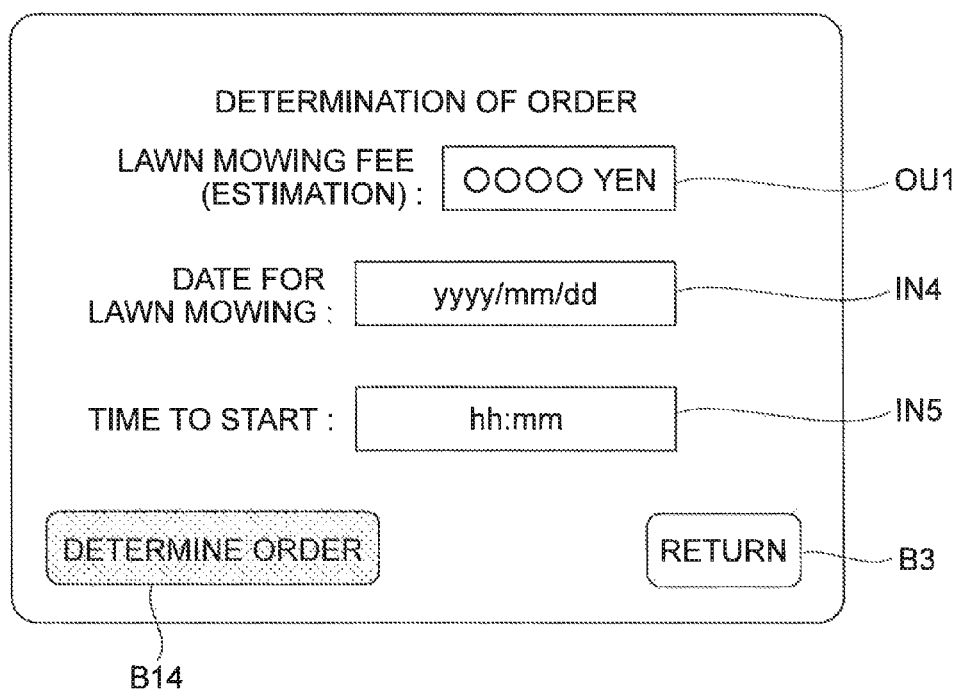 DETERMINATION OF ORDER
LAWN MOWING FEE
(ESTIMATION) :
○○○○ YEN
OU1
DATE FOR
LAWN MOWING :
yyyy/mm/dd
IN4
TIME TO START :
hh:mm
IN5
DETERMINE ORDER
RETURN
B3
B14